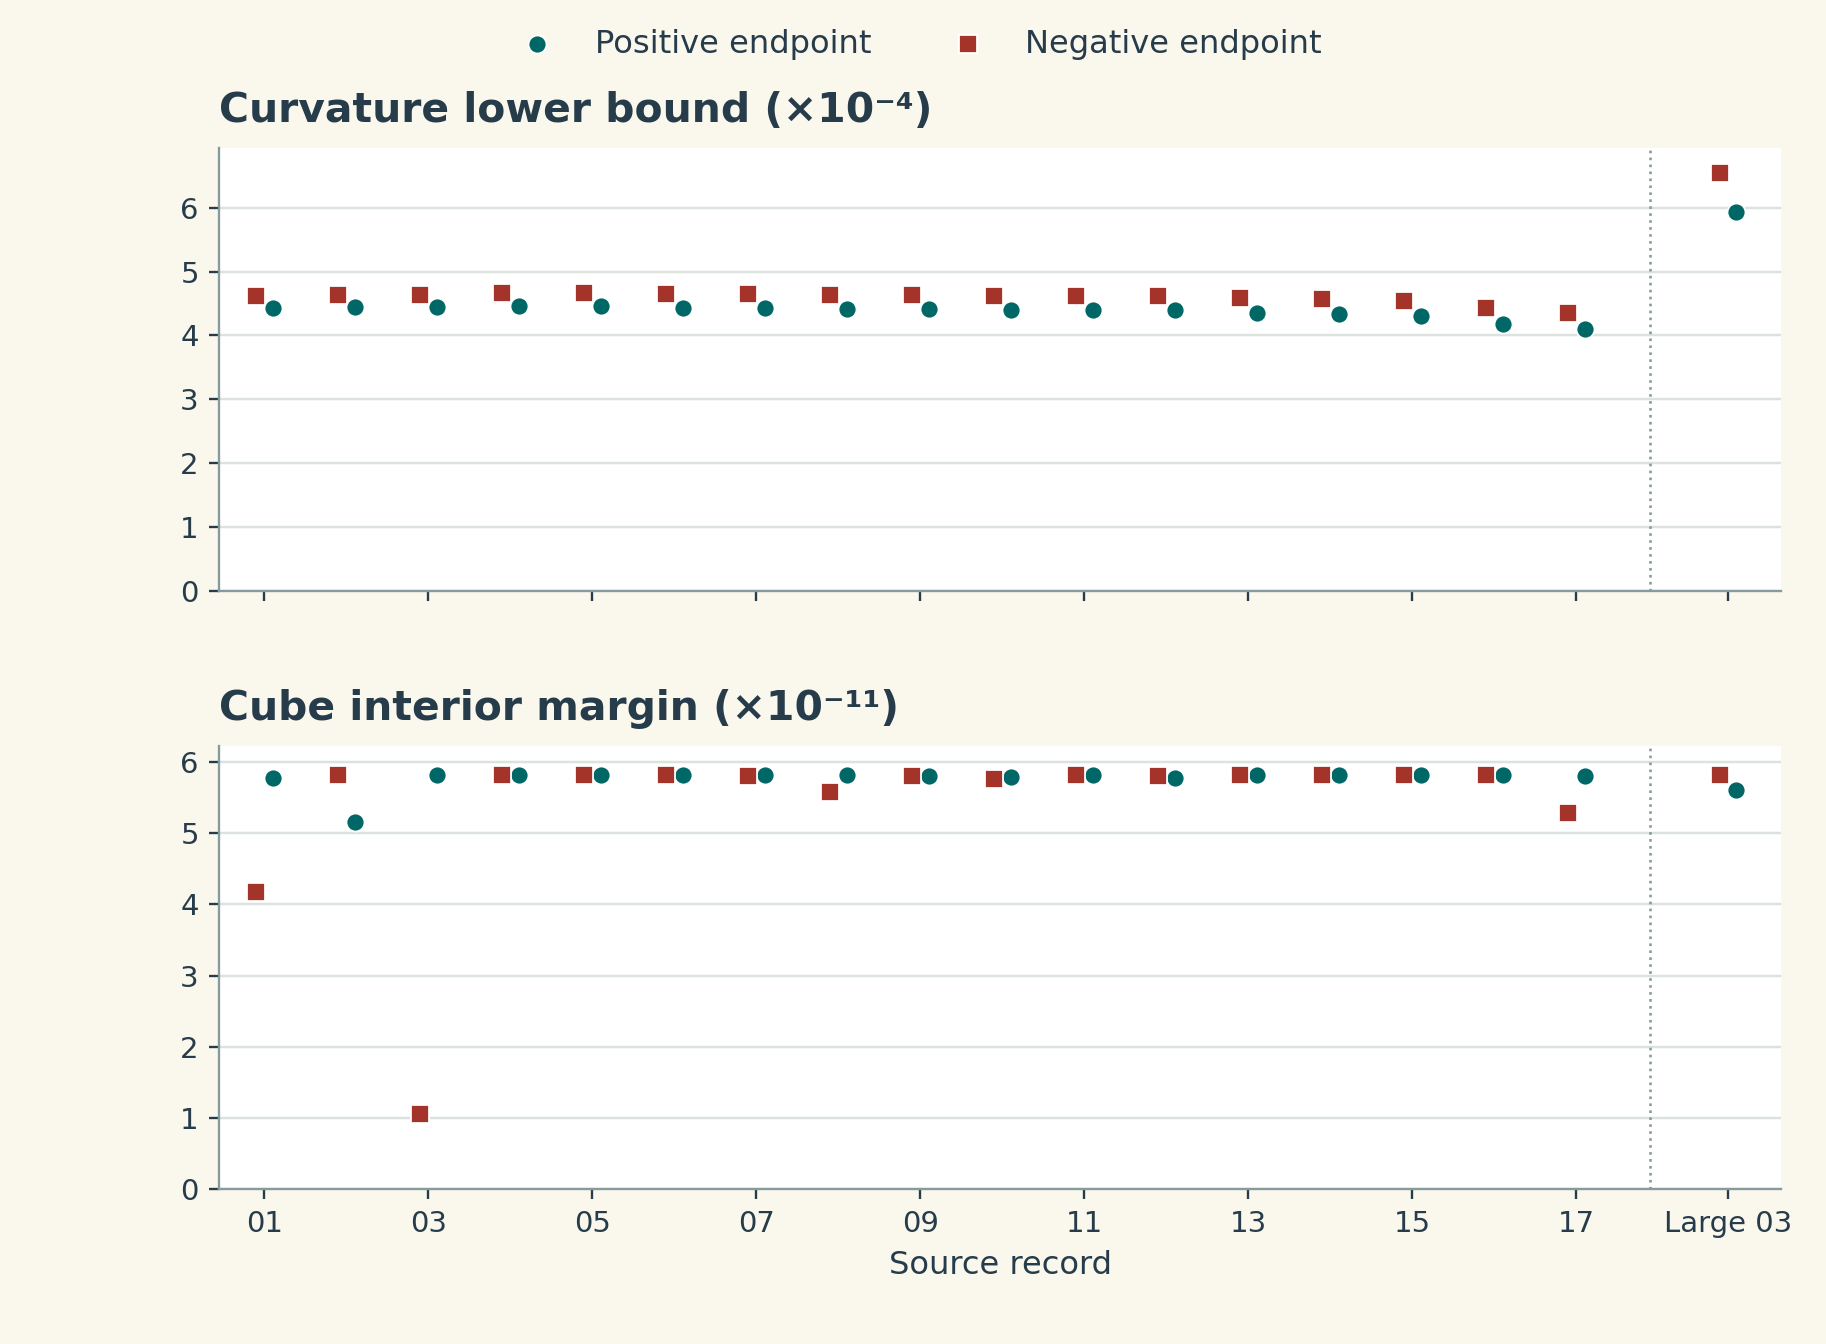 Positive endpoint
Negative endpoint
Curvature lower bound (×10⁻⁴)
6
5
4
3
2
1
0
Cube interior margin (×10⁻¹¹)
6
5
4
3
2
1
0
01 03 05 07 09 11 13 15 17 Large 03
Source record